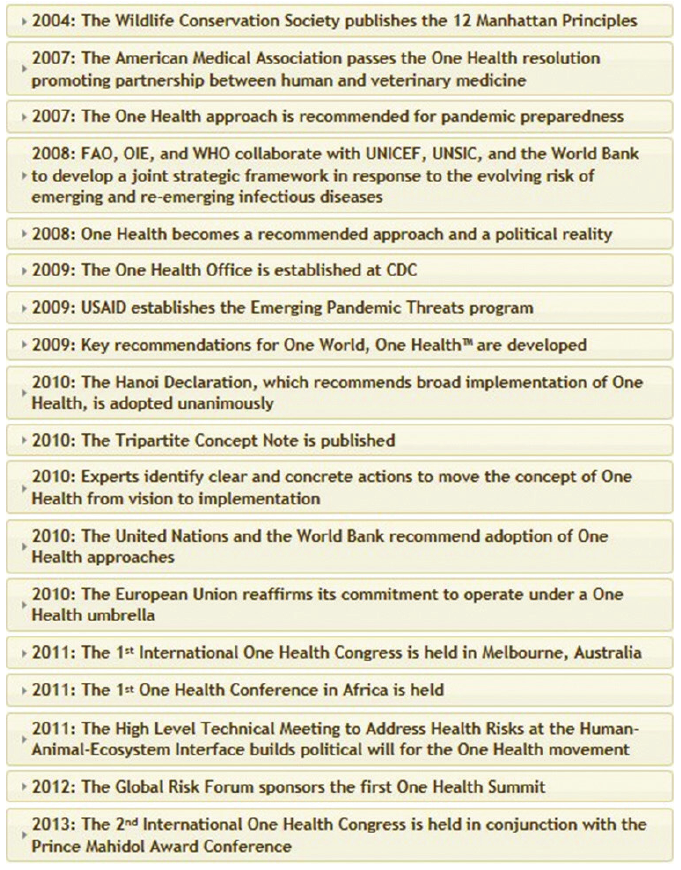 2004: The Wildlife Conservation Society publishes the 12 Manhattan Principles
2007: The American Medical Association passes the One Health resolution
promoting partnership between human and veterinary medicine
2007: The One Health approach is recommended for pandemic preparedness
2008: FAO, OIE, and WHO collaborate with UNICEF, UNSIC, and the World Bank
to develop a joint strategic framework in response to the evolving risk of
emerging and re-emerging infectious diseases
2008: One Health becomes a recommended approach and a political reality
2009: The One Health Office is established at CDC
2009: USAID establishes the Emerging Pandemic Threats program
2009: Key recommendations for One World, One Health™ are developed
2010: The Hanoi Declaration, which recommends broad implementation of One
Health, is adopted unanimously
2010: The Tripartite Concept Note is published
2010: Experts identify clear and concrete actions to move the concept of One
Health from vision to implementation
2010: The United Nations and the World Bank recommend adoption of One
Health approaches
2010: The European Union reaffirms its commitment to operate under a One
Health umbrella
2011: The 1st International One Health Congress is held in Melbourne, Australia
2011: The 1st One Health Conference in Africa is held
2011: The High Level Technical Meeting to Address Health Risks at the Human-
Animal-Ecosystem Interface builds political will for the One Health movement
2012: The Global Risk Forum sponsors the first One Health Summit
2013: The 2nd International One Health Congress is held in conjunction with the
Prince Mahidol Award Conference